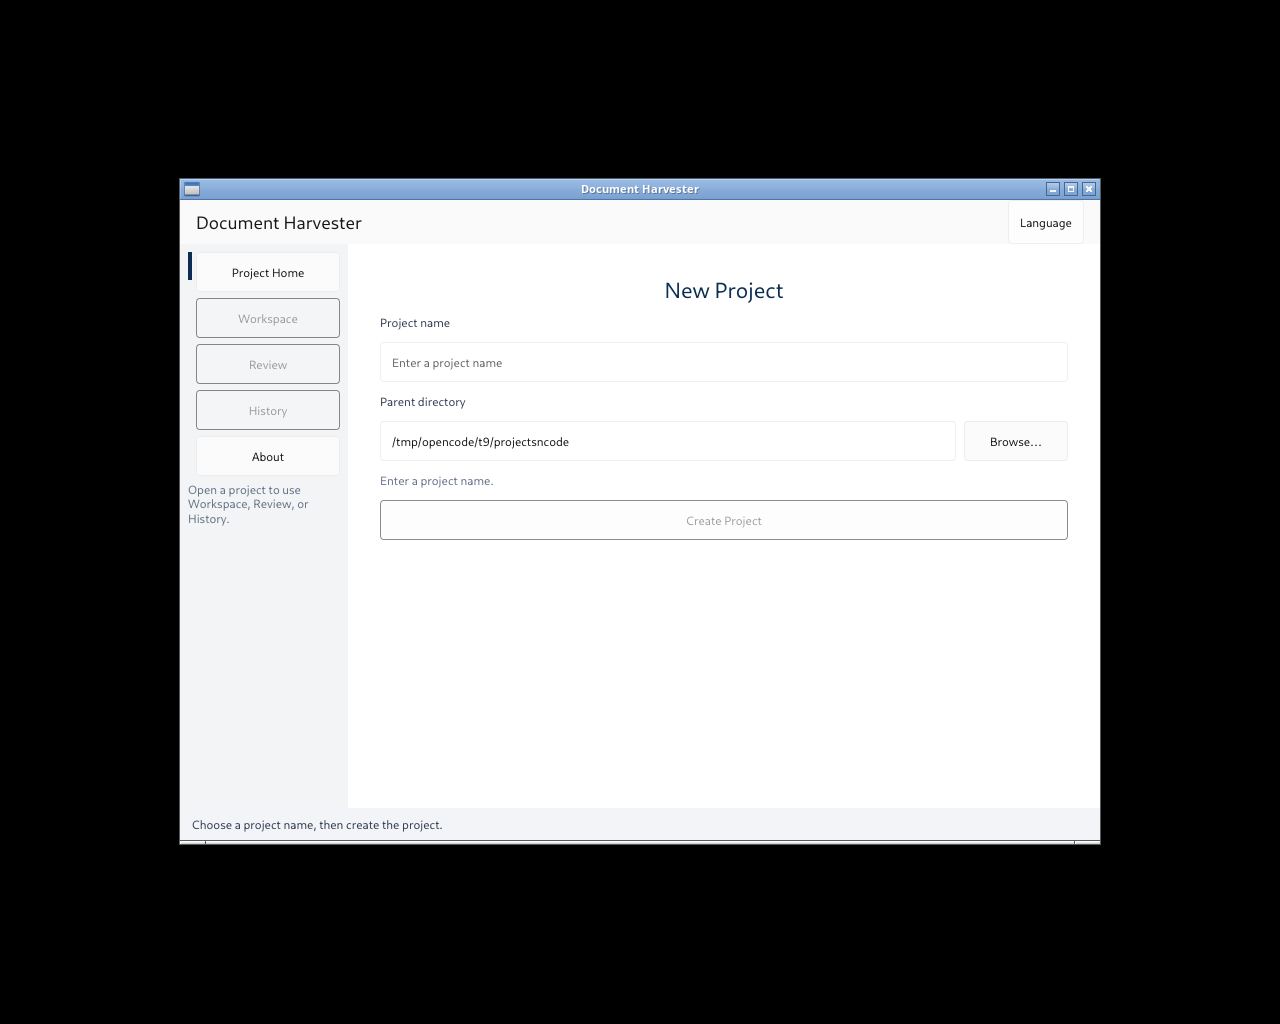 Document Harvester
Document Harvester
Language
Project Home
Workspace
Review
History
About
Open a project to use
Workspace, Review, or
History.
New Project
Project name
Enter a project name
Parent directory
/tmp/opencode/t9/projectsncode
Browse...
Enter a project name.
Create Project
Choose a project name, then create the project.